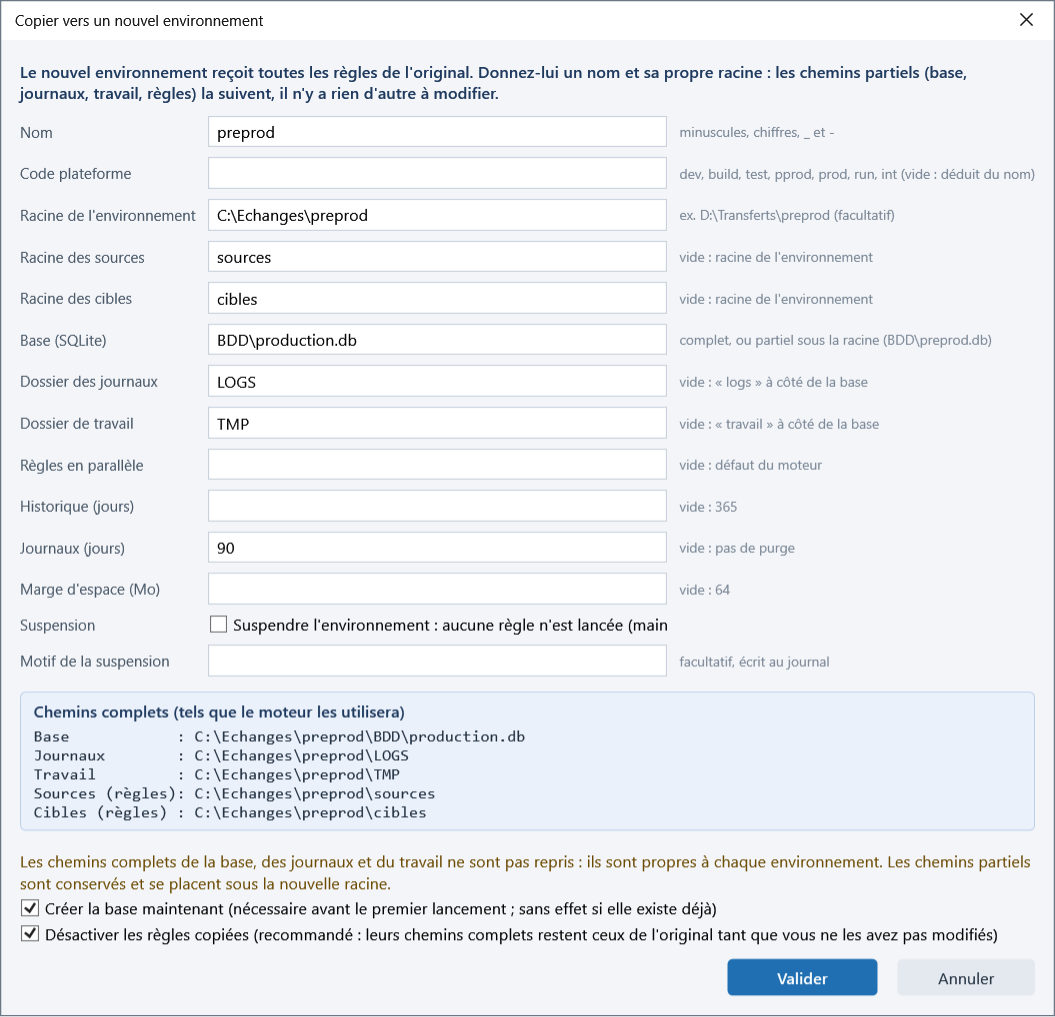 Copier vers un nouvel environnement
Le nouvel environnement reçoit toutes les règles de l'original. Donnez-lui un nom et sa propre racine : les chemins partiels (base,
journaux, travail, règles) la suivent, il n'y a rien d'autre à modifier.
Nom preprod minuscules, chiffres, _ et -
Code plateforme dev, build, test, pprod, prod, run, int (vide : déduit du nom)
Racine de l'environnement C:\Echanges\preprod ex. D:\Transferts\preprod (facultatif)
Racine des sources sources vide : racine de l'environnement
Racine des cibles cibles vide : racine de l'environnement
Base (SQLite) BDD\production.db complet, ou partiel sous la racine (BDD\preprod.db)
Dossier des journaux LOGS vide : « logs » à côté de la base
Dossier de travail TMP vide : « travail » à côté de la base
Règles en parallèle vide : défaut du moteur
Historique (jours) vide : 365
Journaux (jours) 90 vide : pas de purge
Marge d'espace (Mo) vide : 64
Suspension Suspendre l'environnement : aucune règle n'est lancée (main
Motif de la suspension facultatif, écrit au journal
Chemins complets (tels que le moteur les utilisera)
Base : C:\Echanges\preprod\BDD\production.db
Journaux : C:\Echanges\preprod\LOGS
Travail : C:\Echanges\preprod\TMP
Sources (règles): C:\Echanges\preprod\sources
Cibles (règles) : C:\Echanges\preprod\cibles
Les chemins complets de la base, des journaux et du travail ne sont pas repris : ils sont propres à chaque environnement. Les chemins partiels
sont conservés et se placent sous la nouvelle racine.
Créer la base maintenant (nécessaire avant le premier lancement ; sans effet si elle existe déjà)
Désactiver les règles copiées (recommandé : leurs chemins complets restent ceux de l'original tant que vous ne les avez pas modifiés)
Valider Annuler